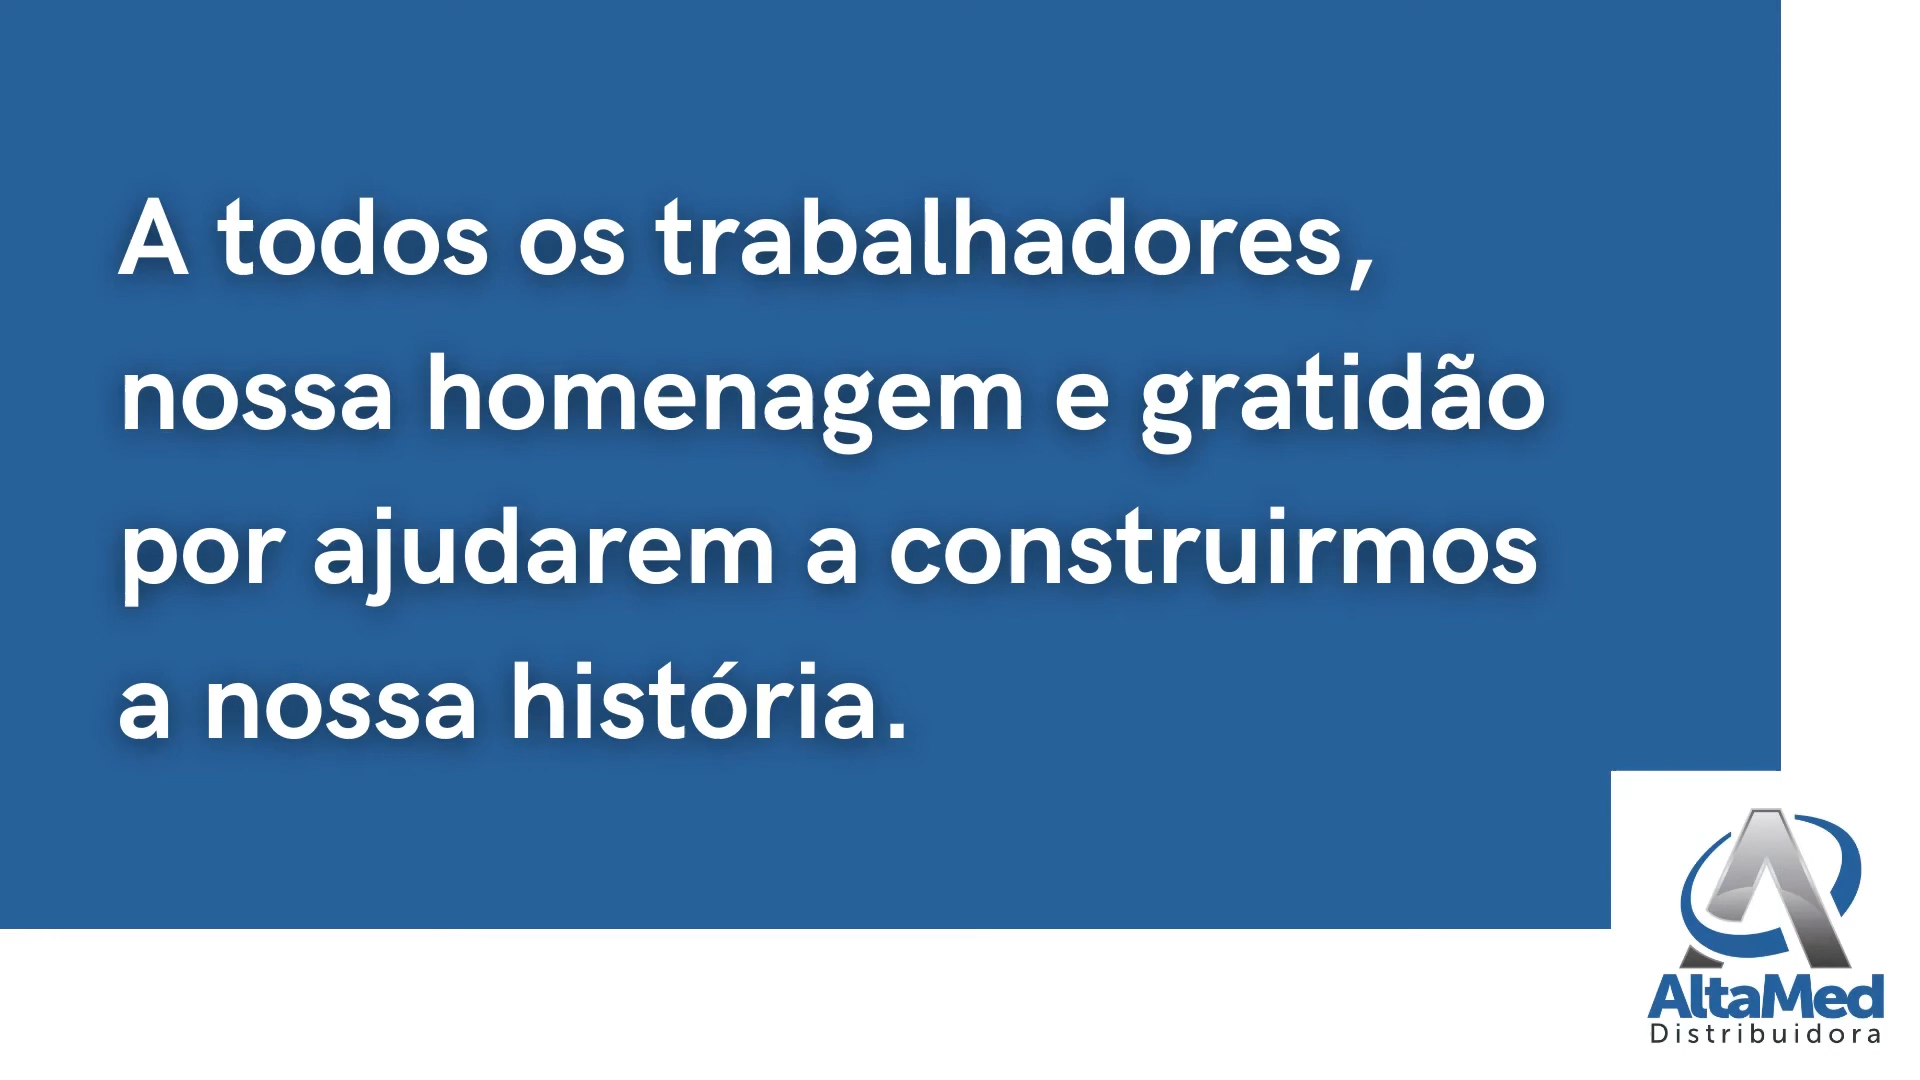 A todos os trabalhadores,
nossa homenagem e gratidão
por ajudarem a construirmos
a nossa história.
AltaMed
Distribuidora